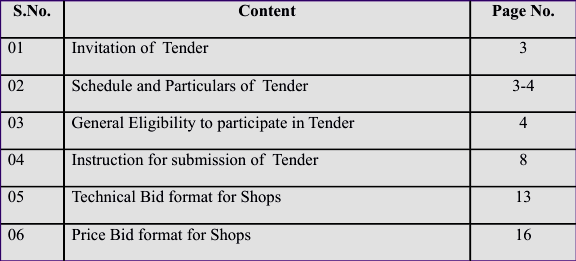 S.No. Content Page No.
01 Invitation of Tender 3
02 Schedule and Particulars of Tender 3-4
03 General Eligibility to participate in Tender 4
04 Instruction for submission of Tender 8
05 Technical Bid format for Shops 13
06 Price Bid format for Shops 16